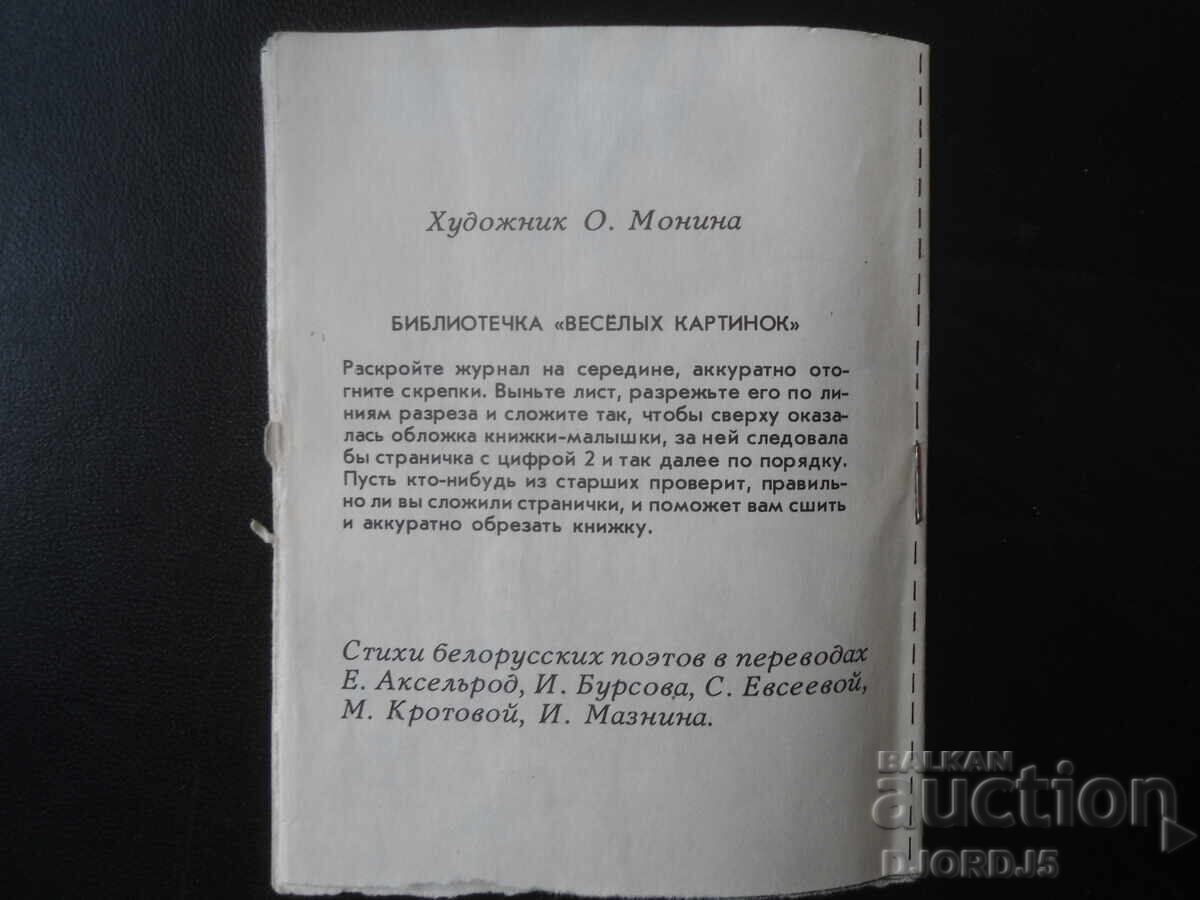 Художник О. Монина
БИБЛИОТЕЧКА «ВЕСЁЛЫХ КАРТИНОК»
Раскройте журнал на середине, аккуратно ото-
гните скрепки. Выньте лист, разрежьте его по ли-
ниям разреза и сложите так, чтобы сверху оказа-
лась обложка книжки-малышки, за ней следовала
бы страничка с цифрой 2 и так далее по порядку.
Пусть кто-нибудь из старших проверит, правиль-
но ли вы сложили странички, и поможет вам сшить
и аккуратно обрезать книжку.
Стихи белорусских поэтов в переводах
Е. Аксельрод, И. Бурсова, С. Евсеевой,
М. Кротовой, И. Мазнина.
BALKAN
auction
DJORDJ5